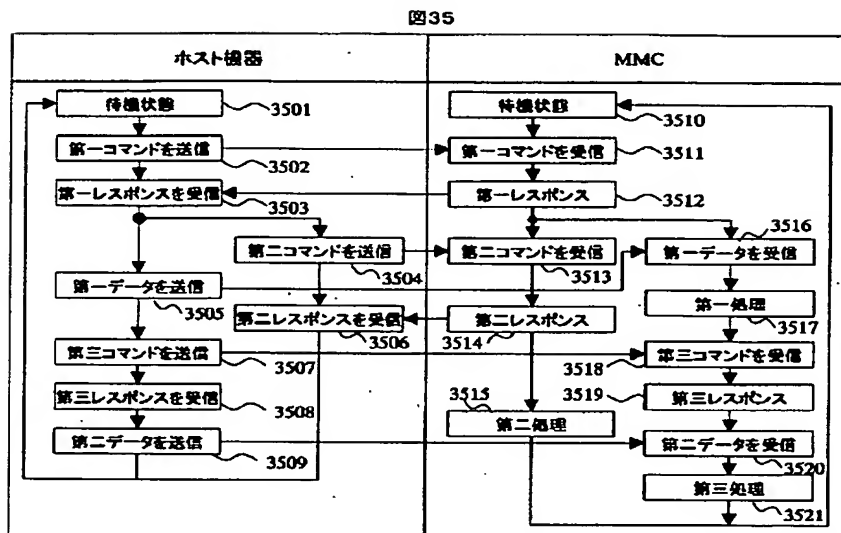 図35
ホスト機器
MMC
待機状態
3501
第一コマンドを送信
3502
第一レスポンスを受信
3503
第二コマンドを送信
3504
第一データを送信
3505
第二レスポンスを受信
3506
第三コマンドを送信
3507
第三レスポンスを受信
3508
第二データを送信
3509
待機状態
3510
第一コマンドを受信
3511
第一レスポンス
3512
第二コマンドを受信
3513
第二レスポンス
3514
3515
第二処理
3516
第一データを受信
第一処理
3517
第三コマンドを受信
3518
3519
第三レスポンス
第二データを受信
3520
第三処理
3521